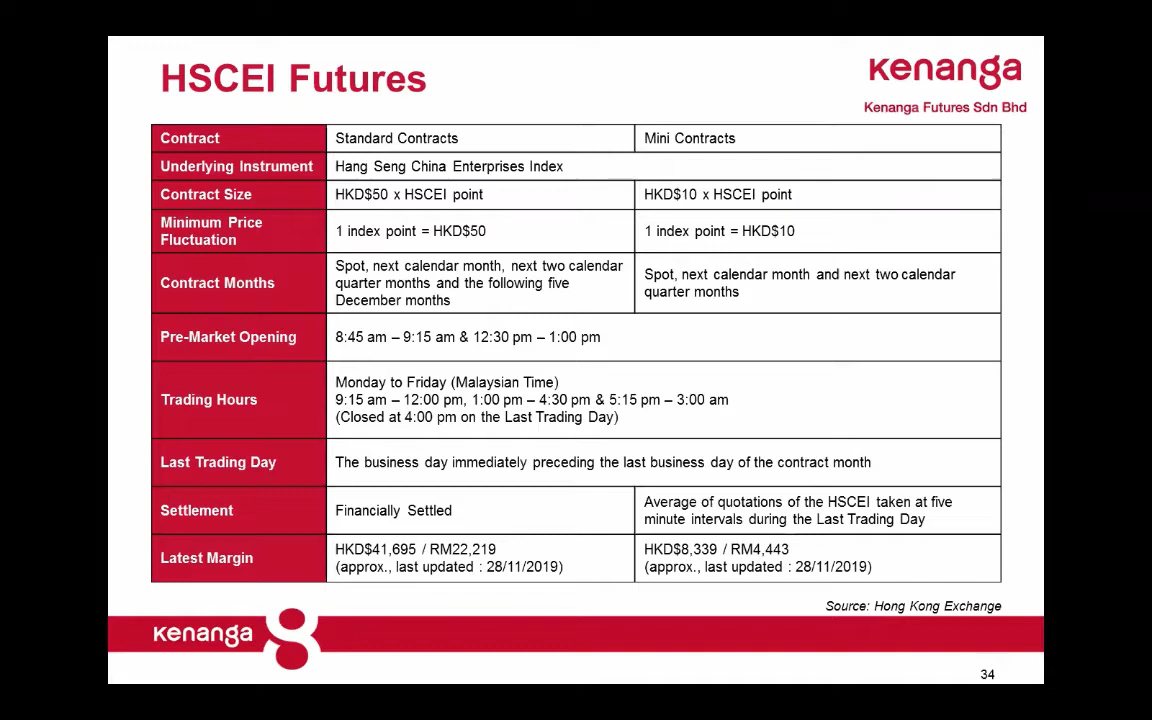 HSCEI Futures
kenanga
Kenanga Futures Sdn Bhd
Contract
Standard Contracts
Mini Contracts
Underlying Instrument
Hang Seng China Enterprises Index
Contract Size
HKD$50 x HSCEI point
HKD$10 x HSCEI point
Minimum Price
Fluctuation
1 index point = HKD$50
1 index point = HKD$10
Contract Months
Spot, next calendar month, next two calendar
quarter months and the following five
December months
Spot, next calendar month and next two calendar
quarter months
Pre-Market Opening
8:45 am – 9:15 am & 12:30 pm – 1:00 pm
Trading Hours
Monday to Friday (Malaysian Time)
9:15 am – 12:00 pm, 1:00 pm – 4:30 pm & 5:15 pm – 3:00 am
(Closed at 4:00 pm on the Last Trading Day)
Last Trading Day
The business day immediately preceding the last business day of the contract month
Settlement
Financially Settled
Average of quotations of the HSCEI taken at five
minute intervals during the Last Trading Day
Latest Margin
HKD$41,695 / RM22,219
(approx., last updated : 28/11/2019)
HKD$8,339 / RM4,443
(approx., last updated : 28/11/2019)
Source: Hong Kong Exchange
kenanga
34